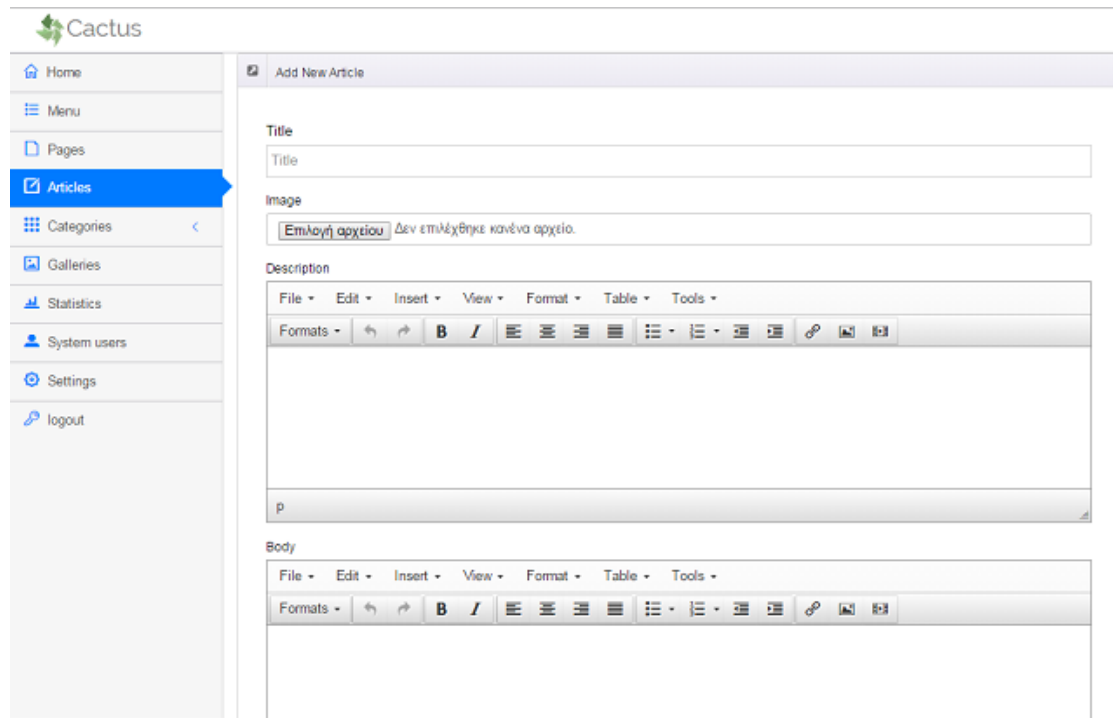 Cactus
Home
Menu
Pages
Articles
Categories
Galleries
Statistics
System users
Settings
logout
Add New Article
Title
Title
Image
Επιλογή αρχείου Δεν επιλέχθηκε κανένα αρχείο.
Description
File Edit Insert View Format Table Tools
Formats B I
p
Body
File Edit Insert View Format Table Tools
Formats B I